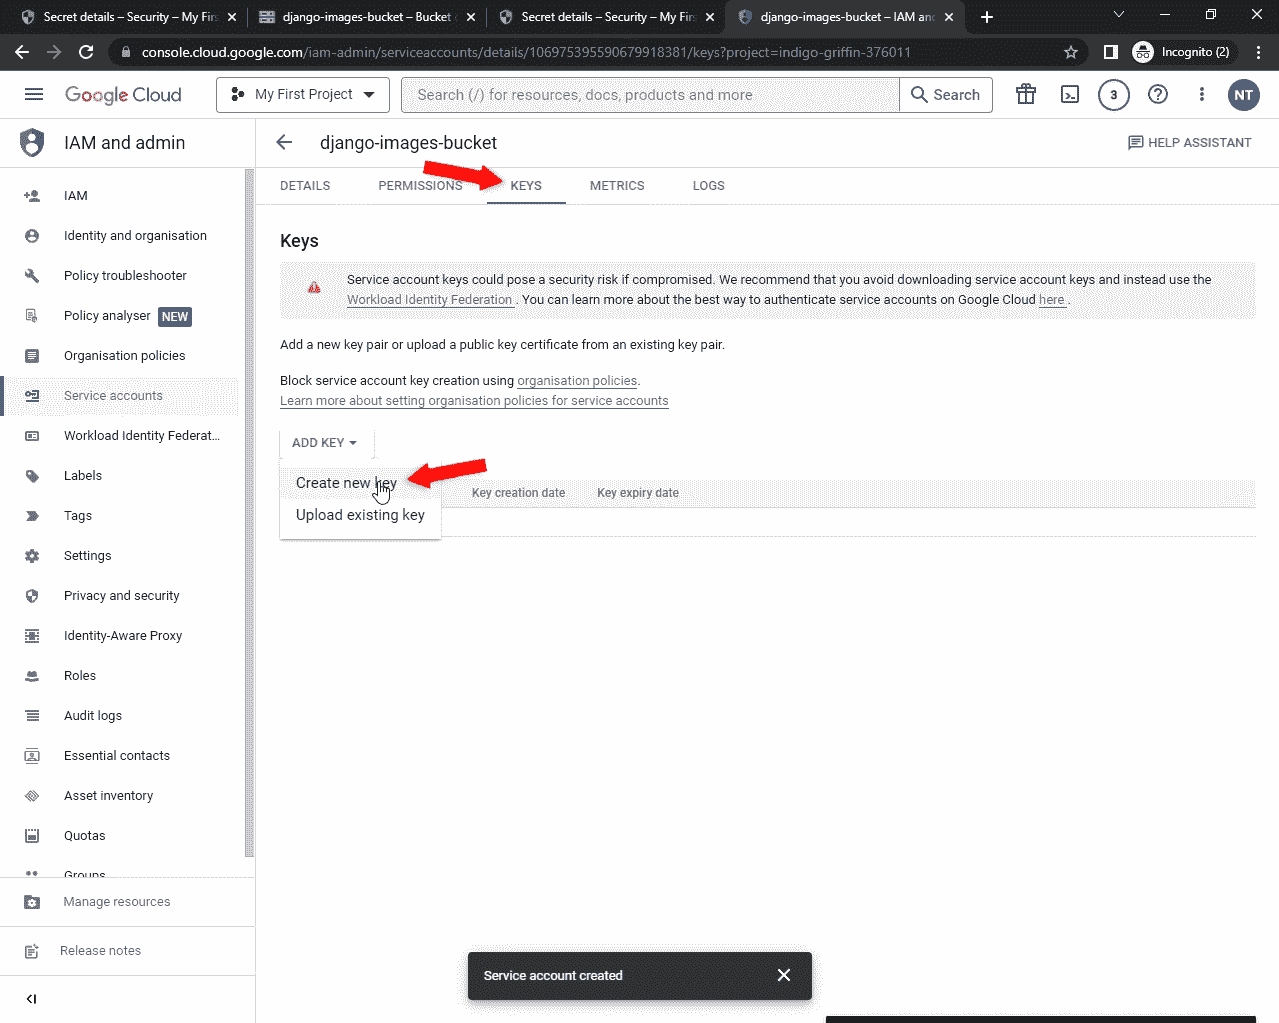 Secret details – Security – My Firs
django-images-bucket – Bucket d
Secret details – Security – My Firs
django-images-bucket – IAM and
console.cloud.google.com/iam-admin/serviceaccounts/details/106975395590679918381/keys?project=indigo-griffin-376011
Incognito (2)
Google Cloud
My First Project
Search (/) for resources, docs, products and more
Search
3
NT
IAM and admin
django-images-bucket
HELP ASSISTANT
DETAILS
PERMISSIONS
KEYS
METRICS
LOGS
IAM
Identity and organisation
Policy troubleshooter
Policy analyser NEW
Organisation policies
Service accounts
Workload Identity Federat...
Labels
Tags
Settings
Privacy and security
Identity-Aware Proxy
Roles
Audit logs
Essential contacts
Asset inventory
Quotas
Groups
Manage resources
Release notes
Keys
Service account keys could pose a security risk if compromised. We recommend that you avoid downloading service account keys and instead use the
Workload Identity Federation . You can learn more about the best way to authenticate service accounts on Google Cloud here .
Add a new key pair or upload a public key certificate from an existing key pair.
Block service account key creation using organisation policies.
Learn more about setting organisation policies for service accounts
ADD KEY
Create new key
Upload existing key
Key creation date
Key expiry date
Service account created